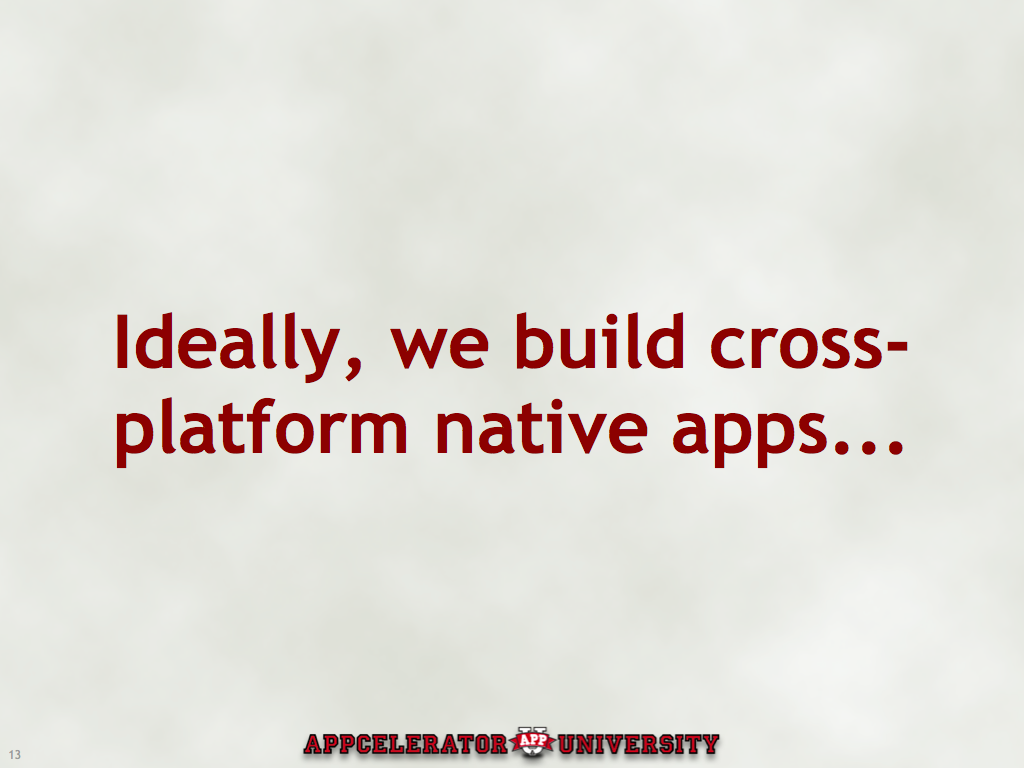 Ideally, we build cross-
platform native apps...
13
APPCELERATOR U APP UNIVERSITY